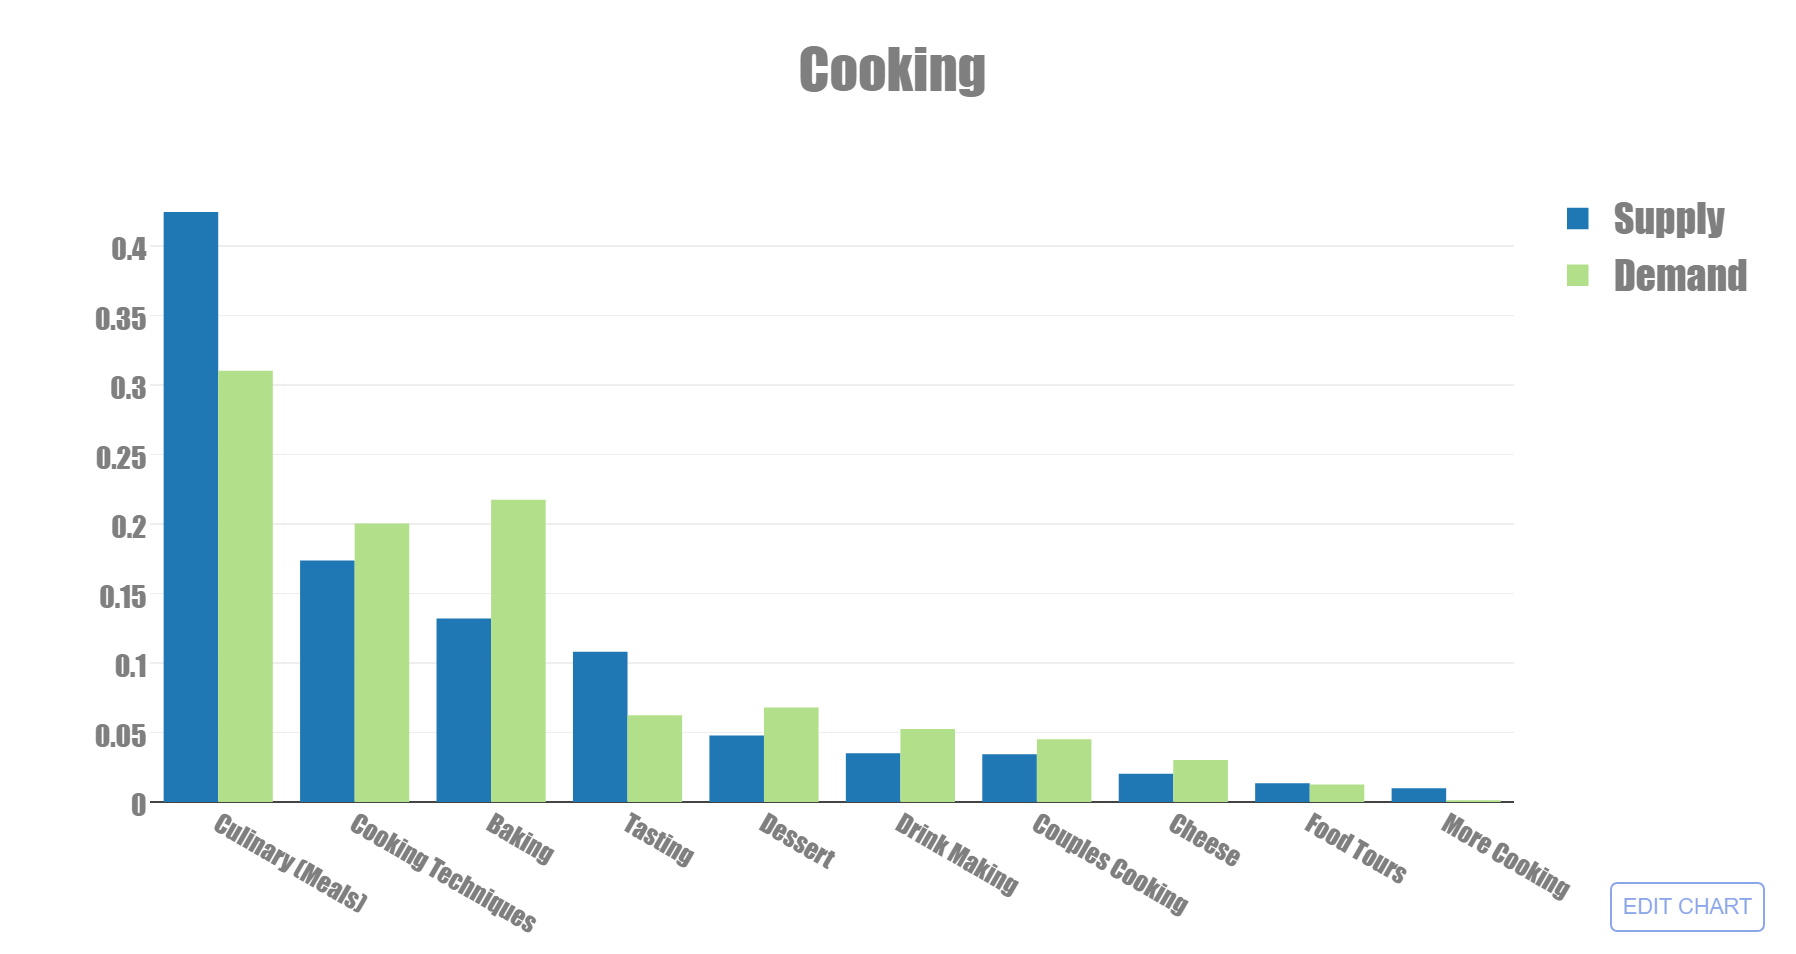 Cooking
Supply
Demand
0.4
0.35
0.3
0.25
0.2
0.15
0.1
0.05
0
Culinary (Meals)
Cooking Techniques
Baking
Tasting
Dessert
Drink Making
Couples Cooking
Cheese
Food Tours
More Cooking
EDIT CHART